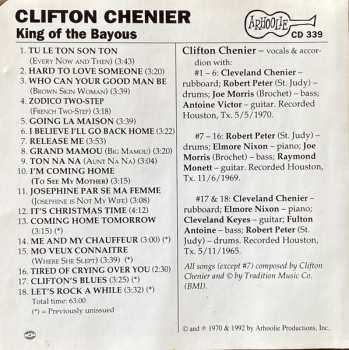 CLIFTON CHENIER
King of the Bayous
ARHOOLIE
CD 339
1. TU LE TON SON TON
(EVERY NOW AND THEN) (3:43)
2. HARD TO LOVE SOMEONE (3:20)
3. WHO CAN YOUR GOOD MAN BE
(BROWN SKIN WOMAN) (3:22)
4. ZODICO TWO-STEP
(FRENCH TWO-STEP) (3:18)
5. GOING LA MAISON (3:39)
6. I BELIEVE I'LL GO BACK HOME (3:22)
7. RELEASE ME (3:53)
8. GRAND MAMOU (BIG MAMOU) (3:32)
9. TON NA NA (AUNT NA NA) (3:04)
10. I'M COMING HOME
(TO SEE MY MOTHER) (3:15)
11. JOSEPHINE PAR SE MA FEMME
(JOSEPHINE IS NOT MY WIFE) (3:08)
12. IT'S CHRISTMAS TIME (4:12)
13. COMING HOME TOMORROW
(3:15) (*)
14. ME AND MY CHAUFFEUR (3:00) (*)
15. MO VEUX CONNAITRE
(WHERE SHE SLEPT) (3:39) (*)
16. TIRED OF CRYING OVER YOU (2:30)
17. CLIFTON'S BLUES (3:25) (*)
18. LET'S ROCK A WHILE (3:32) (*)
Total time: 63:00
(*) = Previously unissued
Clifton Chenier – vocals & accor-
dion with:
#1 – 6: Cleveland Chenier –
rubboard; Robert Peter (St. Judy) –
drums; Joe Morris (Brochet) – bass;
Antoine Victor – guitar. Recorded
Houston, Tx. 5/5/1970.
#7 – 16: Robert Peter (St. Judy) –
drums; Elmore Nixon – piano; Joe
Morris (Brochet) – bass; Raymond
Monett – guitar. Recorded Houston,
Tx. 11/6/1969.
#17 & 18: Cleveland Chenier –
rubboard; Elmore Nixon – piano;
Cleveland Keyes – guitar; Fulton
Antoine – bass; Robert Peter (St.
Judy) – drums. Recorded Houston,
Tx. 5/11/1965.
All songs (except #7) composed by Clifton
Chenier and © by Tradition Music Co.
(BMI).
© and ℗ 1970 & 1992 by Arhoolie Productions, Inc.